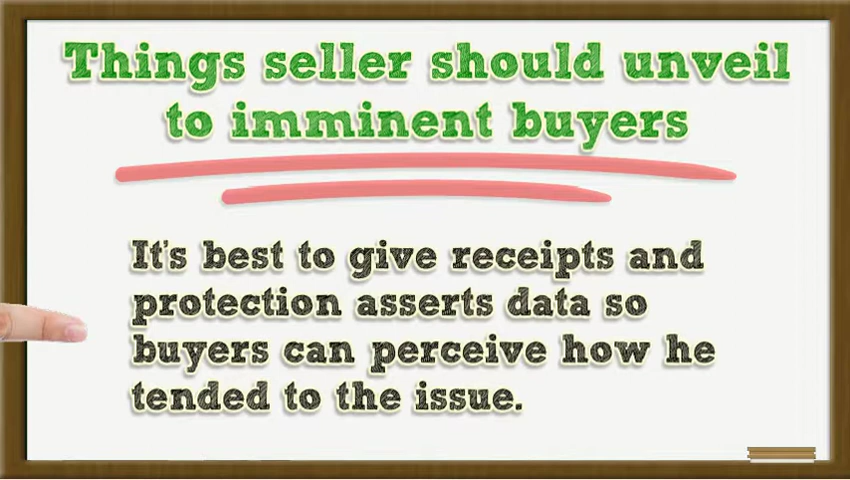 Things seller should unveil
to imminent buyers
It's best to give receipts and
protection asserts data so
buyers can perceive how he
tended to the issue.